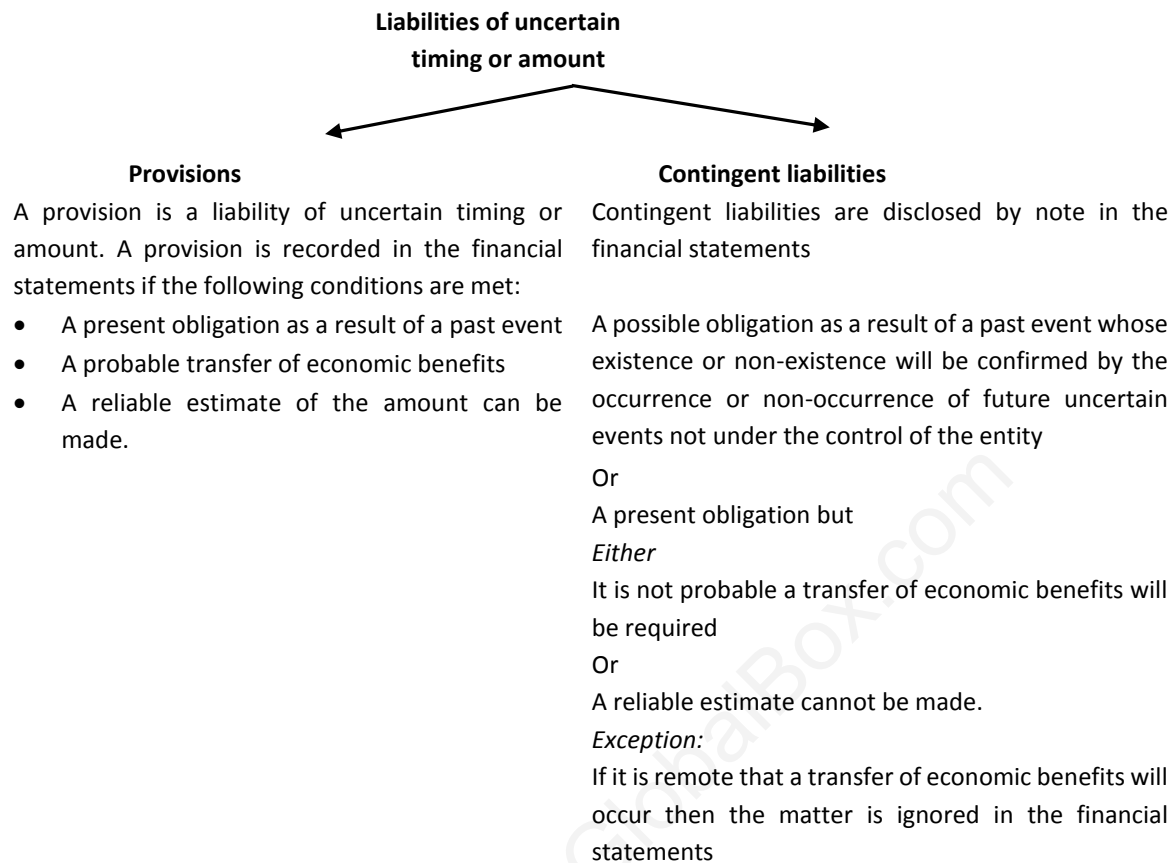 Liabilities of uncertain
timing or amount
Provisions
A provision is a liability of uncertain timing or
amount. A provision is recorded in the financial
statements if the following conditions are met:
• A present obligation as a result of a past event
• A probable transfer of economic benefits
• A reliable estimate of the amount can be
made.
Contingent liabilities
Contingent liabilities are disclosed by note in the
financial statements
A possible obligation as a result of a past event whose
existence or non-existence will be confirmed by the
occurrence or non-occurrence of future uncertain
events not under the control of the entity
Or
A present obligation but
Either
It is not probable a transfer of economic benefits will
be required
Or
A reliable estimate cannot be made.
Exception:
If it is remote that a transfer of economic benefits will
occur then the matter is ignored in the financial
statements
GlobalBox.com